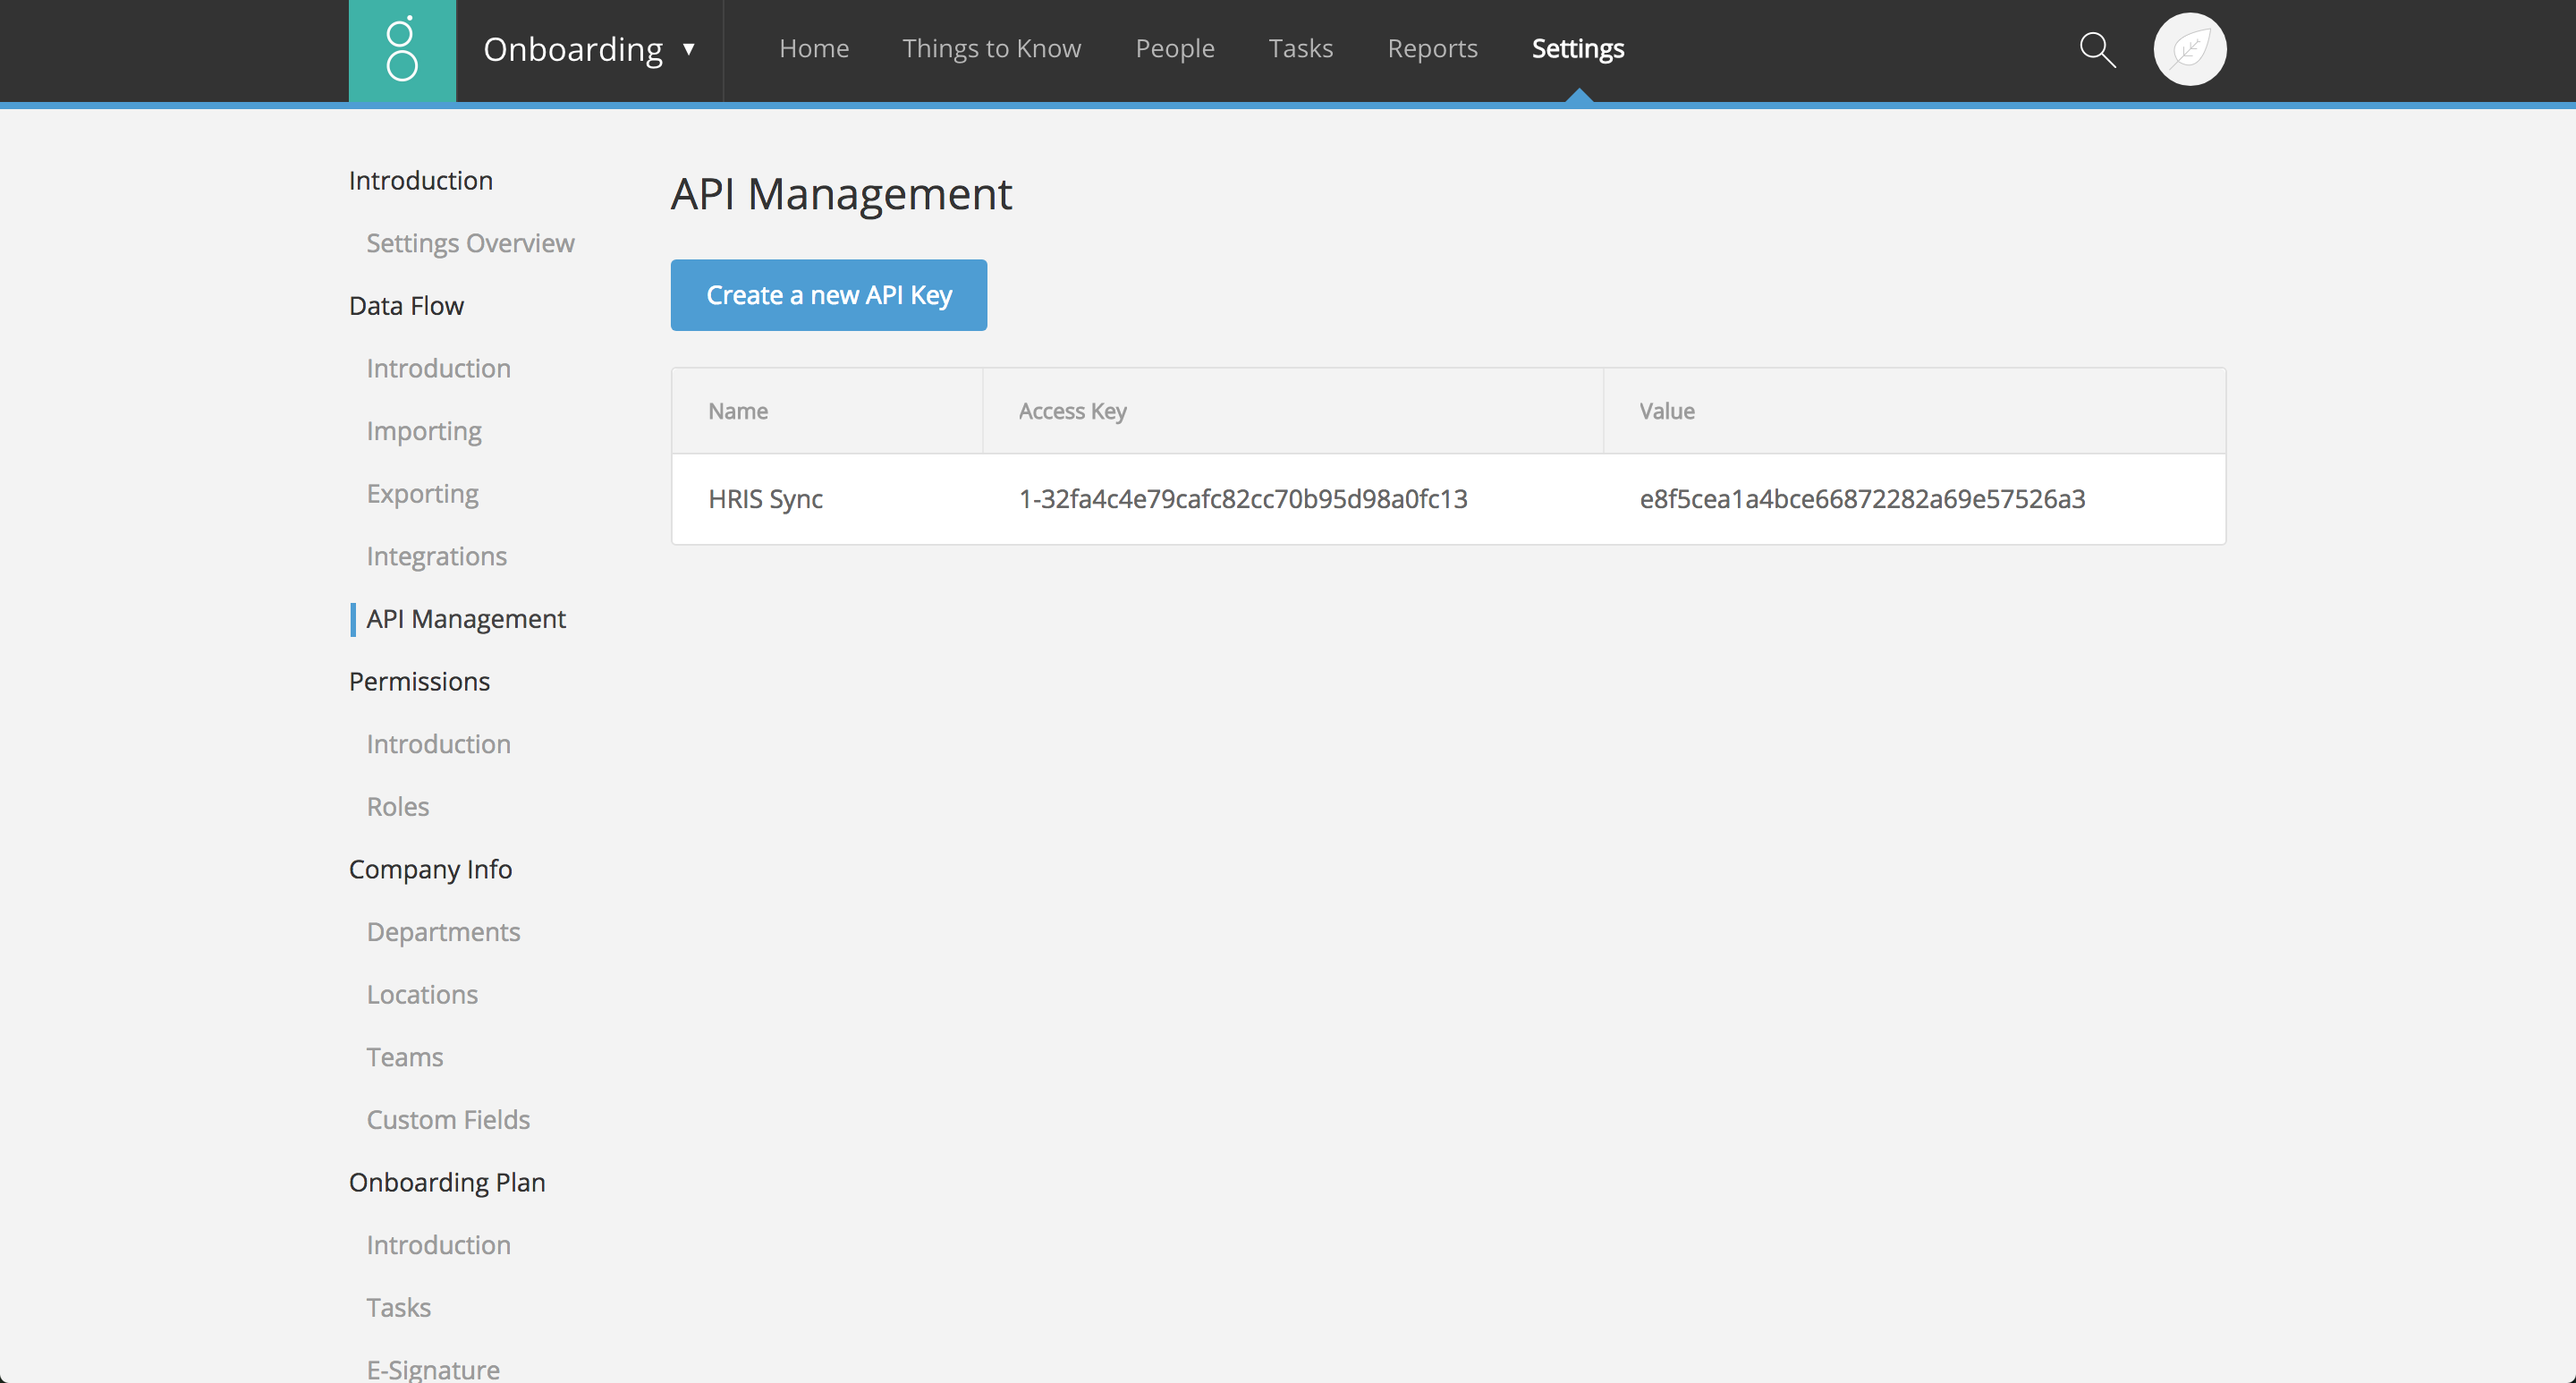 Onboarding ▼
Home
Things to Know
People
Tasks
Reports
Settings
Introduction
Settings Overview
Data Flow
Introduction
Importing
Exporting
Integrations
API Management
Permissions
Introduction
Roles
Company Info
Departments
Locations
Teams
Custom Fields
Onboarding Plan
Introduction
Tasks
E-Signature
API Management
Create a new API Key
Name Access Key Value
HRIS Sync 1-32fa4c4e79cafc82cc70b95d98a0fc13 e8f5cea1a4bce66872282a69e57526a3